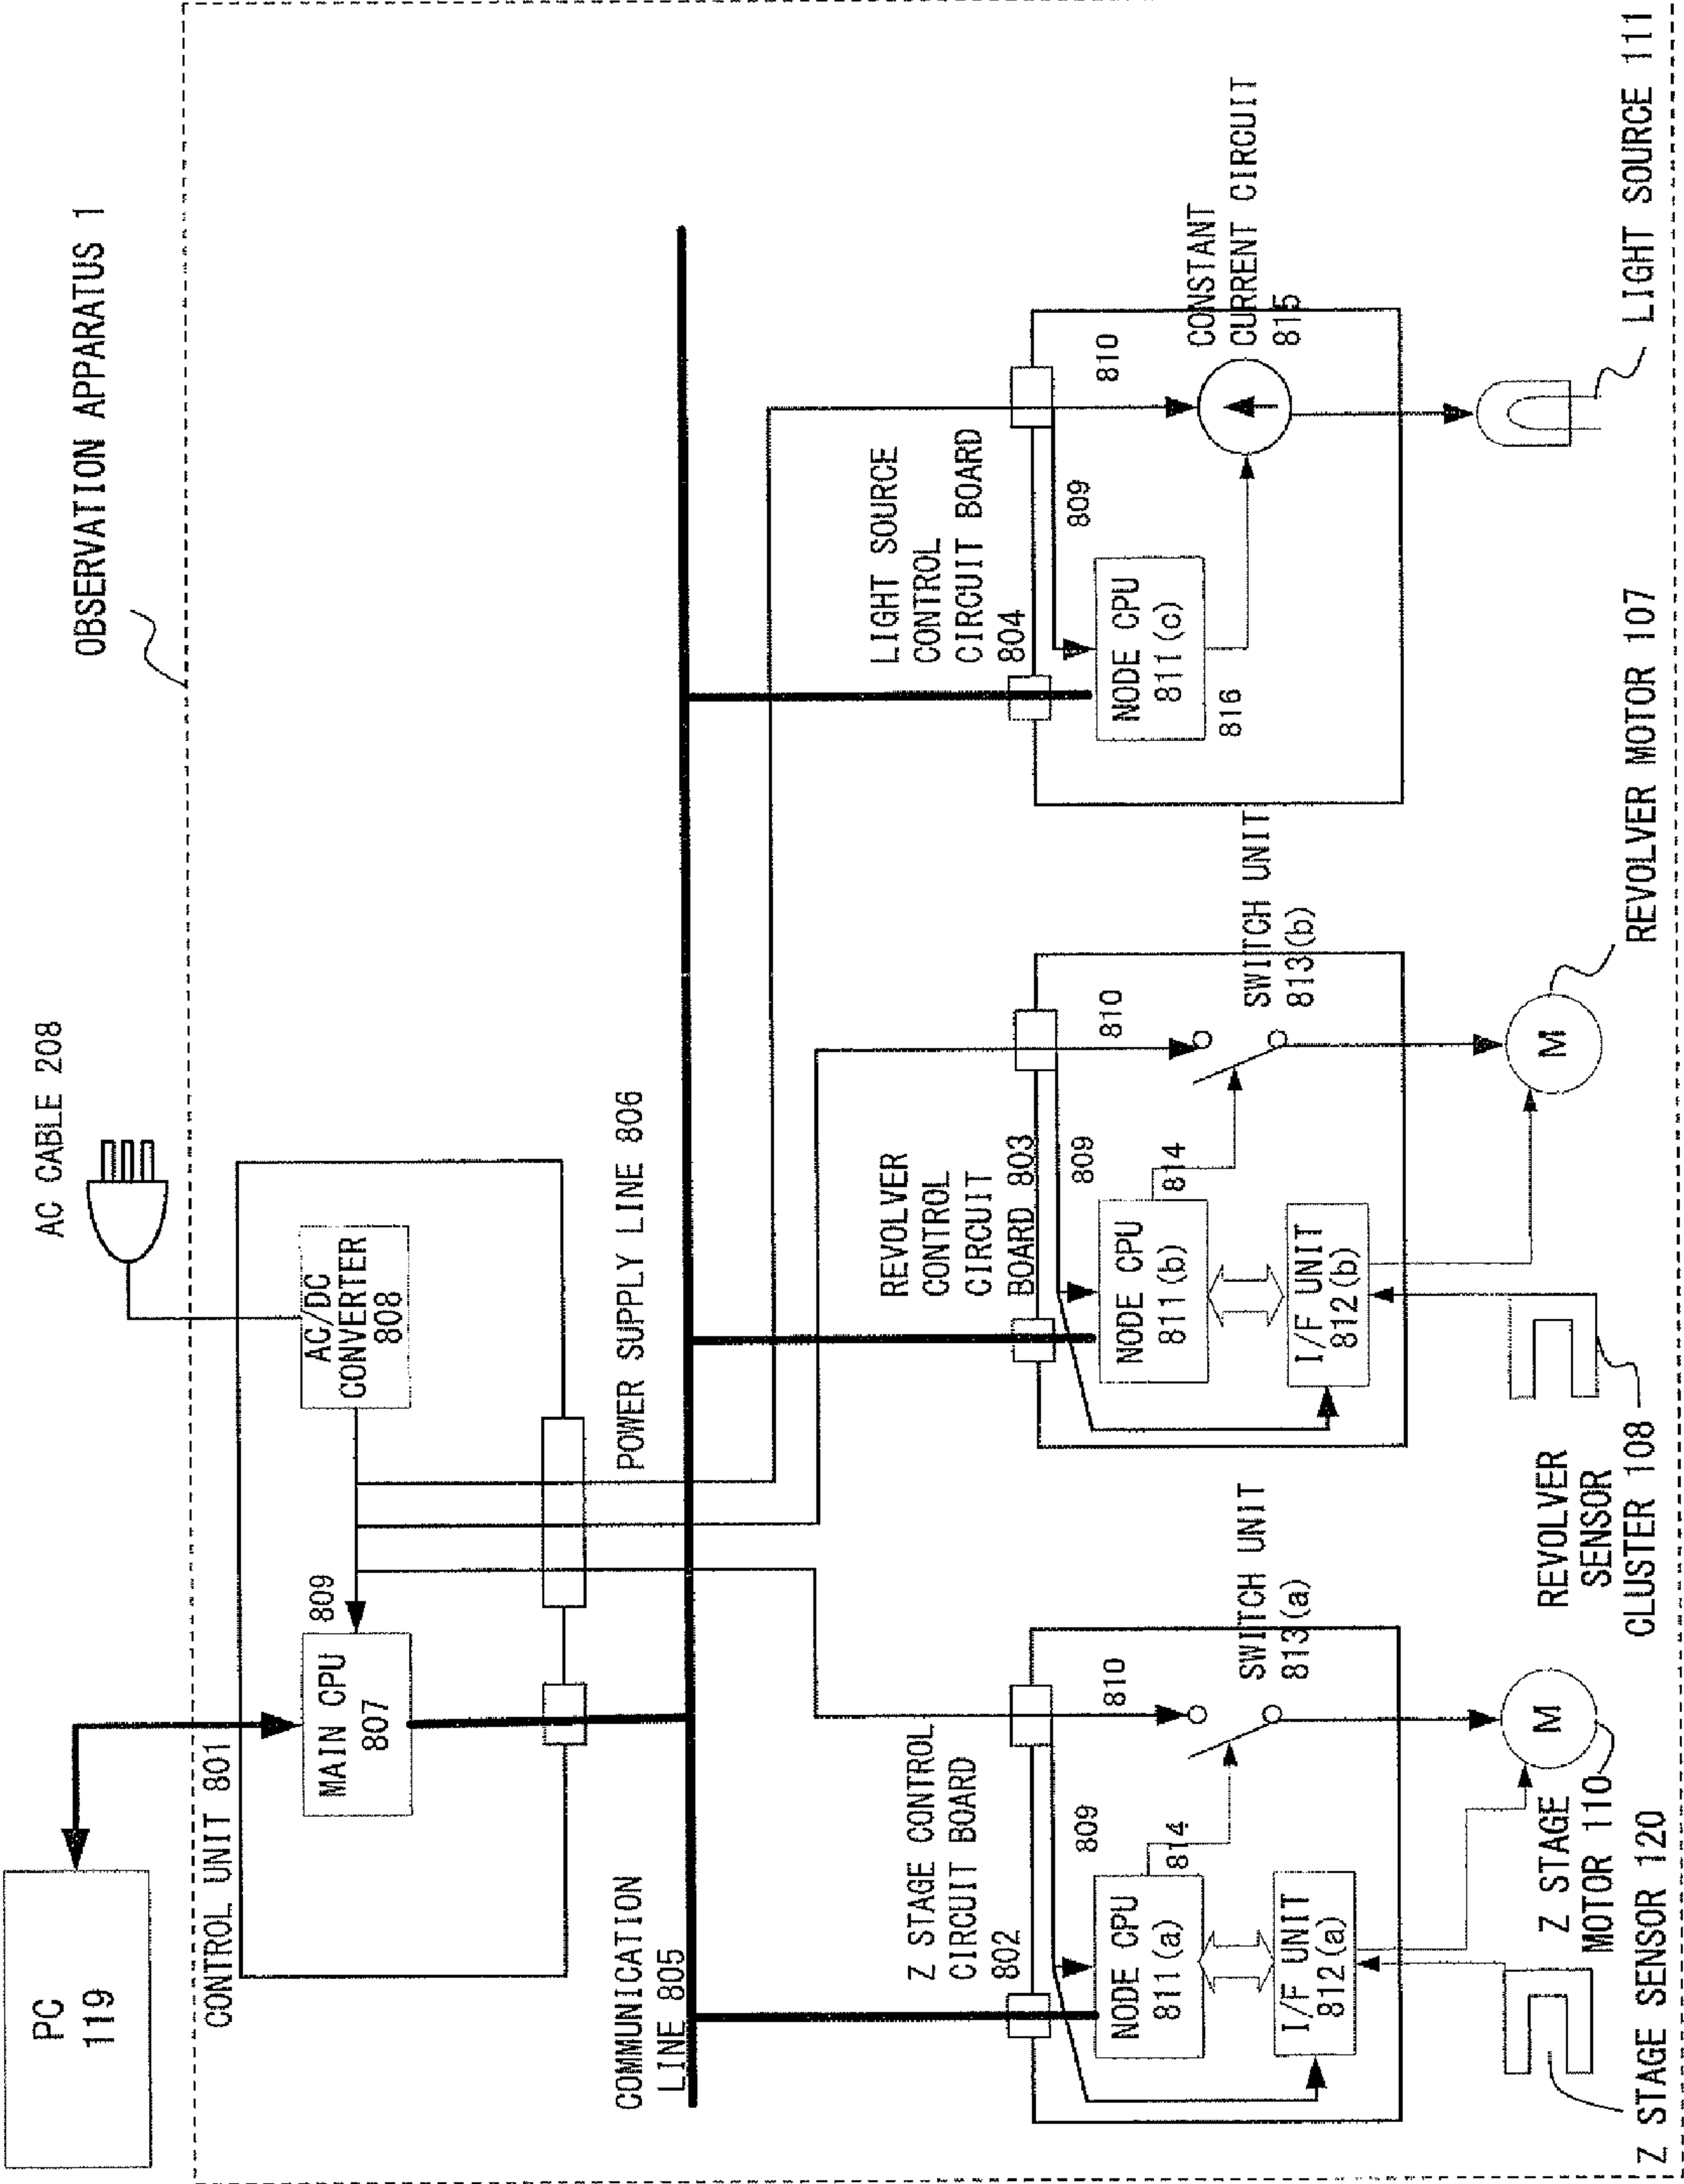 PC
119
AC CABLE 208
OBSERVATION APPARATUS 1
CONTROL UNIT 801
MAIN CPU
807
809
AC/DC
CONVERTER
808
COMMUNICATION
LINE 805
POWER SUPPLY LINE 806
Z STAGE CONTROL
CIRCUIT BOARD
802
809
810
NODE CPU
811(a)
814
SWITCH UNIT
813(a)
I/F UNIT
812(a)
M
Z STAGE
MOTOR 110
Z STAGE SENSOR 120
REVOLVER
CONTROL
CIRCUIT
BOARD 803
809
810
NODE CPU
811(b)
814
SWITCH UNIT
813(b)
I/F UNIT
812(b)
M
REVOLVER
SENSOR
CLUSTER 108
REVOLVER MOTOR 107
LIGHT SOURCE
CONTROL
CIRCUIT BOARD
804
809
810
NODE CPU
811(c)
816
CONSTANT
CURRENT CIRCUIT
815
LIGHT SOURCE 111